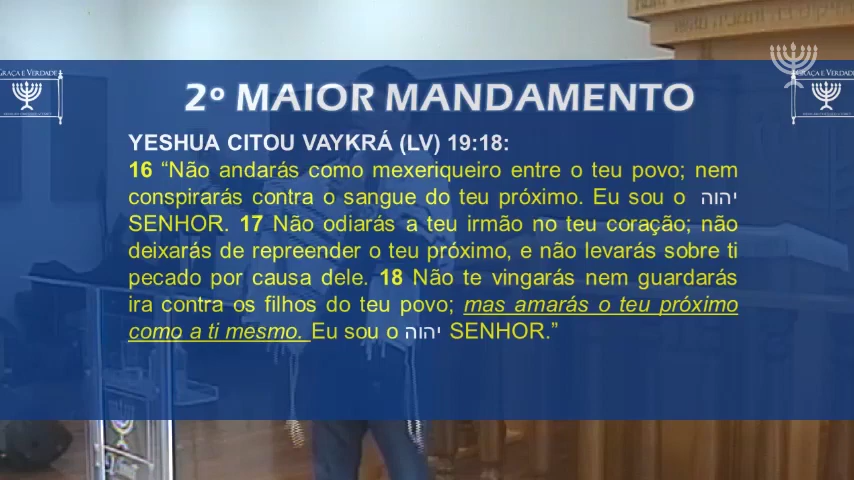 GRAÇA E VERDADE
2º MAIOR MANDAMENTO
YESHUA CITOU VAYKRÁ (LV) 19:18:
16 “Não andarás como mexeriqueiro entre o teu povo; nem
conspirarás contra o sangue do teu próximo. Eu sou o יהוה
SENHOR. 17 Não odiarás a teu irmão no teu coração; não
deixarás de repreender o teu próximo, e não levarás sobre ti
pecado por causa dele. 18 Não te vingarás nem guardarás
ira contra os filhos do teu povo; mas amarás o teu próximo
como a ti mesmo. Eu sou o יהוה SENHOR.”
GRAÇA E VERDADE